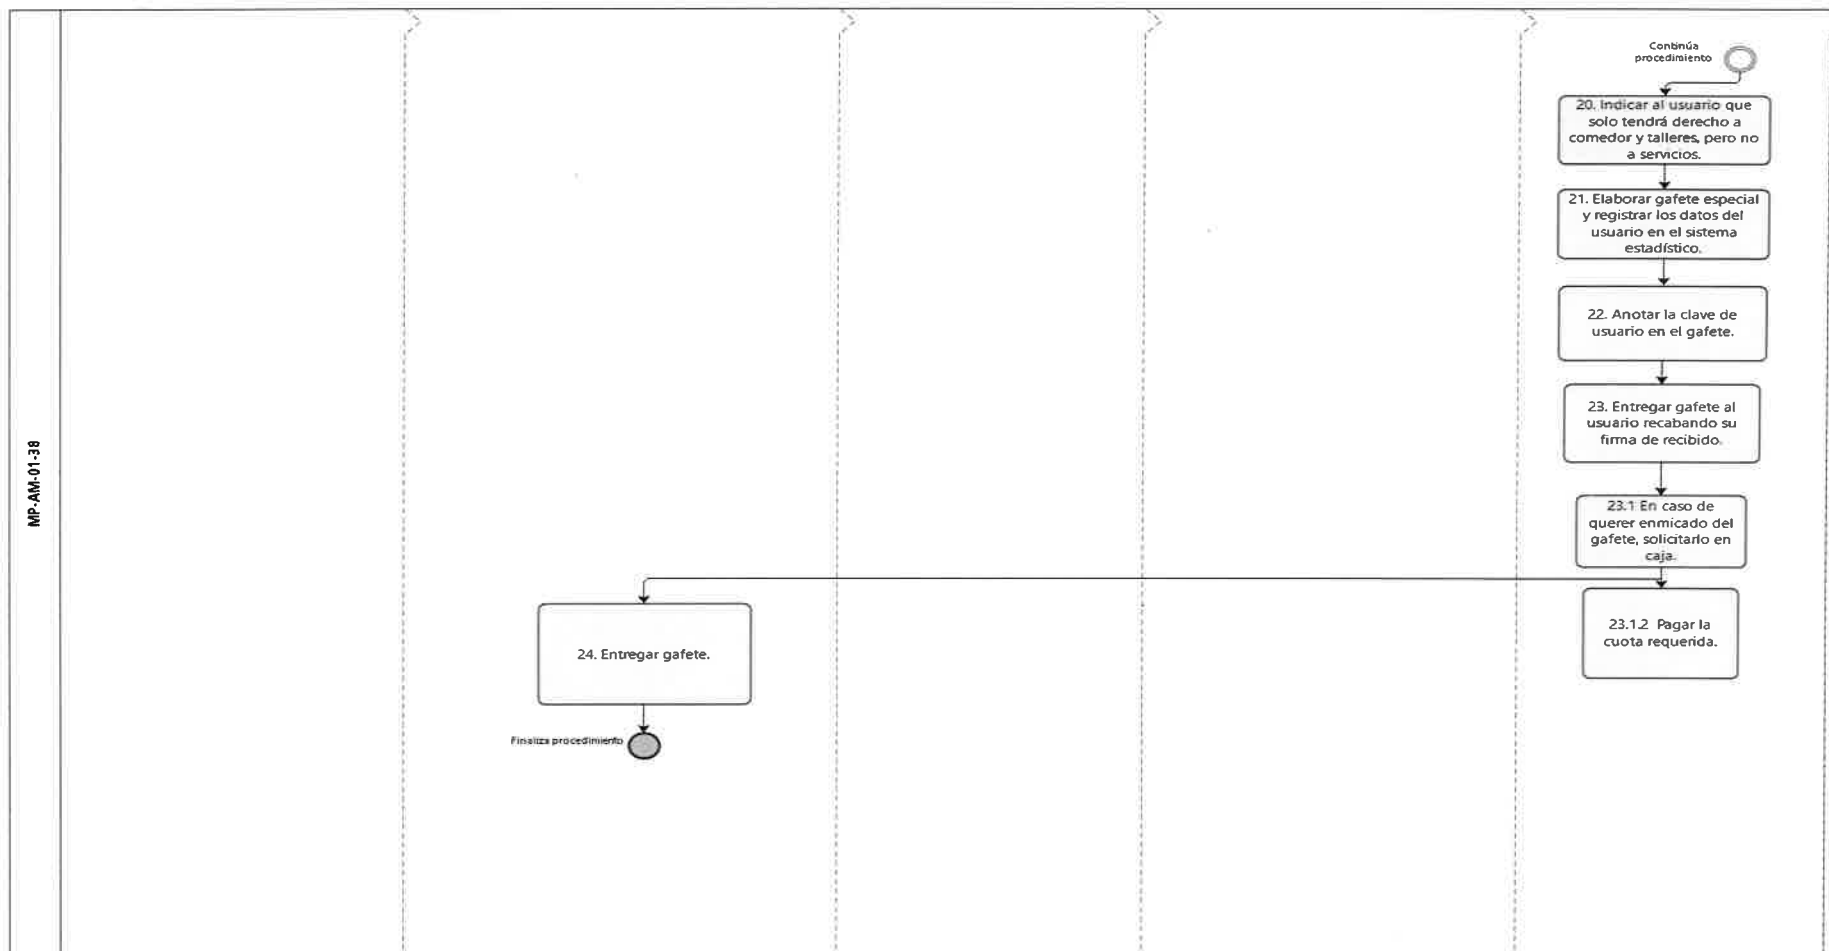 MP-AM-01-38
Continúa
procedimiento
20. Indicar al usuario que
solo tendrá derecho a
comedor y talleres, pero no
a servicios.
21. Elaborar gafete especial
y registrar los datos del
usuario en el sistema
estadístico.
22. Anotar la clave de
usuario en el gafete.
23. Entregar gafete al
usuario recabando su
firma de recibido.
23.1 En caso de
querer enmicado del
gafete, solicitarlo en
caja.
23.1.2 Pagar la
cuota requerida.
24. Entregar gafete.
Finaliza procedimiento